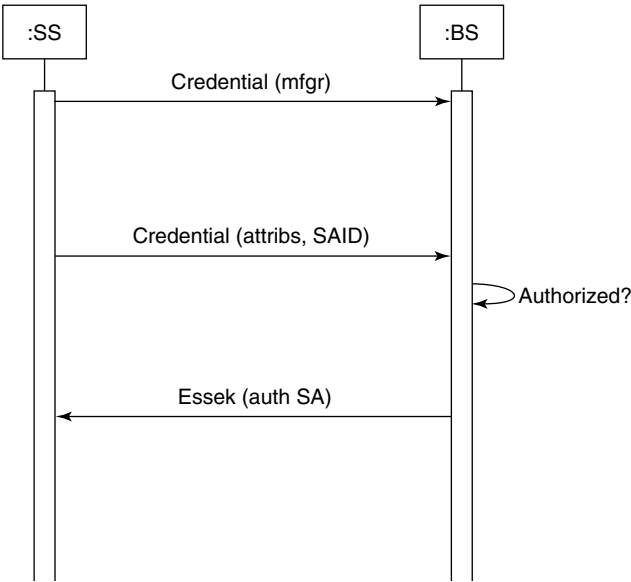 :SS
:BS
Credential (mfgr)
Credential (attribs, SAID)
Authorized?
Essek (auth SA)